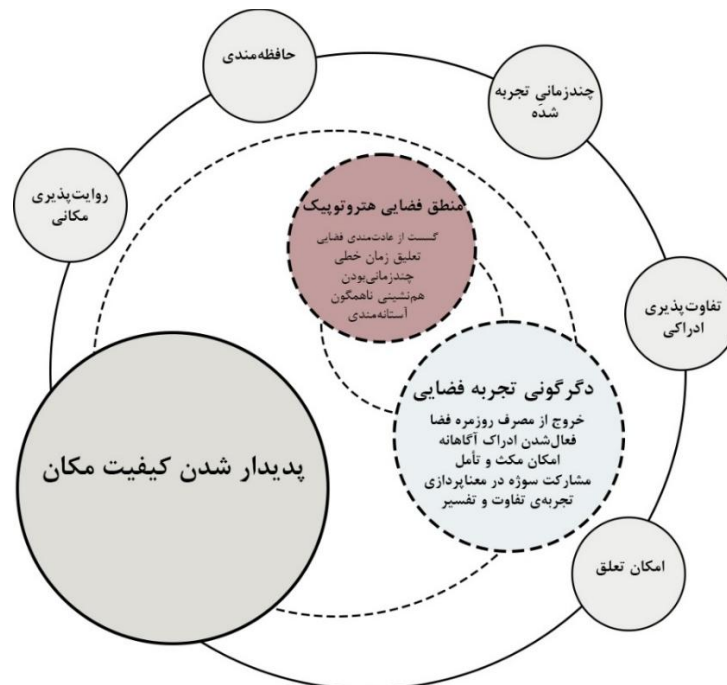 حافظه‌مندی
چندزمانیِ تجربه
شده
روایت‌پذیری
مکانی
منطق فضایی هتروتوپیک
گسست از عادت‌مندی فضایی
تعلیق زمان خطی
چندزمانی‌بودن
هم‌نشینی ناهمگون
آستانه‌مندی
تفاوت‌پذیری
ادراکی
دگرگونی تجربه فضایی
خروج از مصرف روزمره فضا
فعال‌شدن ادراک آگاهانه
امکان مکث و تأمل
مشارکت سوژه در معناپردازی
تجربه‌ی تفاوت و تفسیر
پدیدار شدن کیفیت مکان
امکان تعلق